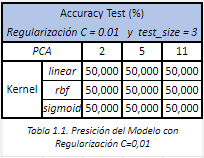 Accuracy Test (%)
Regularización C = 0.01 y test_size = 3
PCA 2 5 11
Kernel
linear 50,000 50,000 50,000
rbf 50,000 50,000 50,000
sigmoid 50,000 50,000 50,000
Tabla 1.1. Presición del Modelo con
Regularización C=0,01